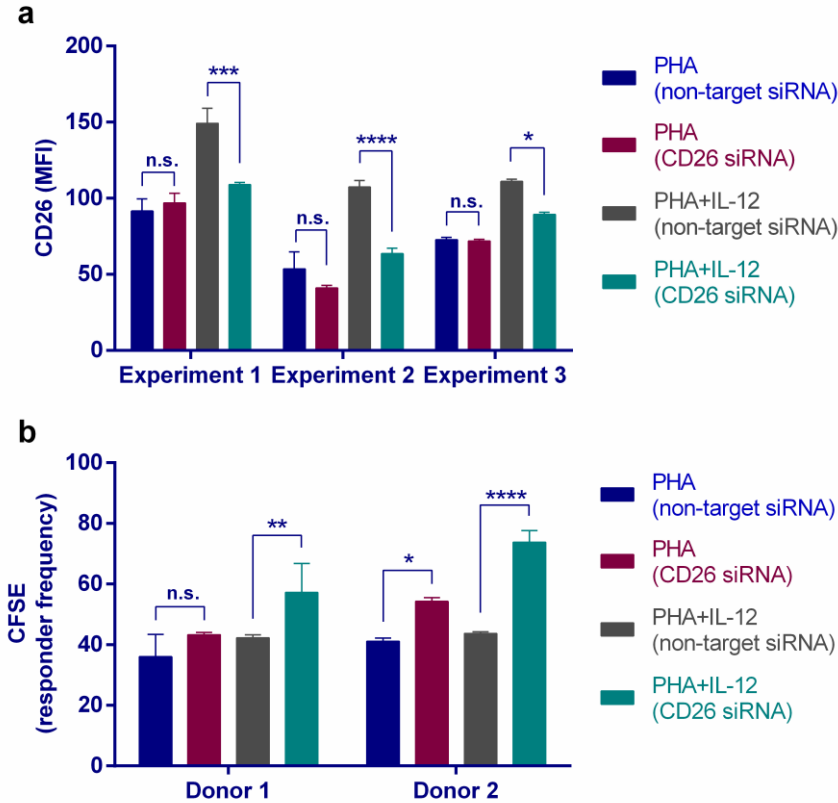 a
200
150
100
50
0
CD26 (MFI)
n.s.
***
n.s.
****
n.s.
*
Experiment 1 Experiment 2 Experiment 3
PHA
(non-target siRNA)
PHA
(CD26 siRNA)
PHA+IL-12
(non-target siRNA)
PHA+IL-12
(CD26 siRNA)
b
100
80
60
40
20
0
CFSE
(responder frequency)
n.s.
**
*
****
Donor 1 Donor 2
PHA
(non-target siRNA)
PHA
(CD26 siRNA)
PHA+IL-12
(non-target siRNA)
PHA+IL-12
(CD26 siRNA)